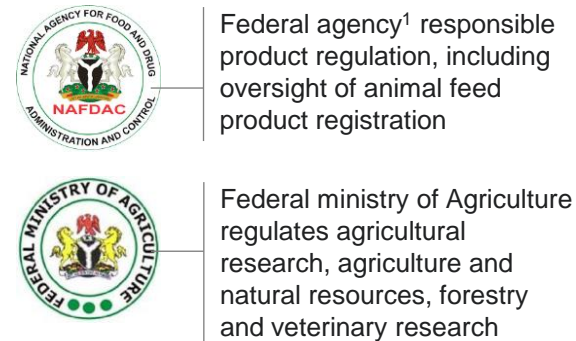 NATIONAL AGENCY FOR FOOD AND DRUG
ADMINISTRATION AND CONTROL
NAFDAC
Federal agency¹ responsible
product regulation, including
oversight of animal feed
product registration
FEDERAL MINISTRY OF AGRICULTURE
Federal ministry of Agriculture
regulates agricultural
research, agriculture and
natural resources, forestry
and veterinary research